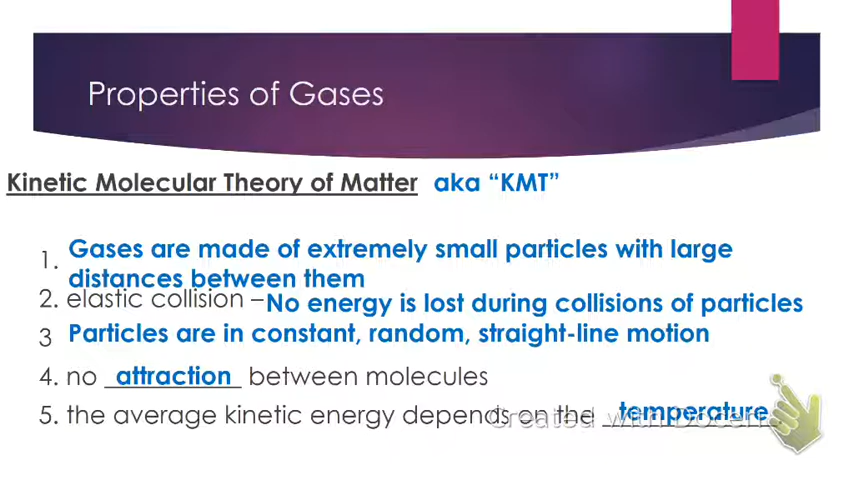 Properties of Gases
Kinetic Molecular Theory of Matter aka “KMT”
1. Gases are made of extremely small particles with large
distances between them
2. elastic collision – No energy is lost during collisions of particles
3 Particles are in constant, random, straight-line motion
4. no attraction between molecules
5. the average kinetic energy depends on the temperature.
Created with